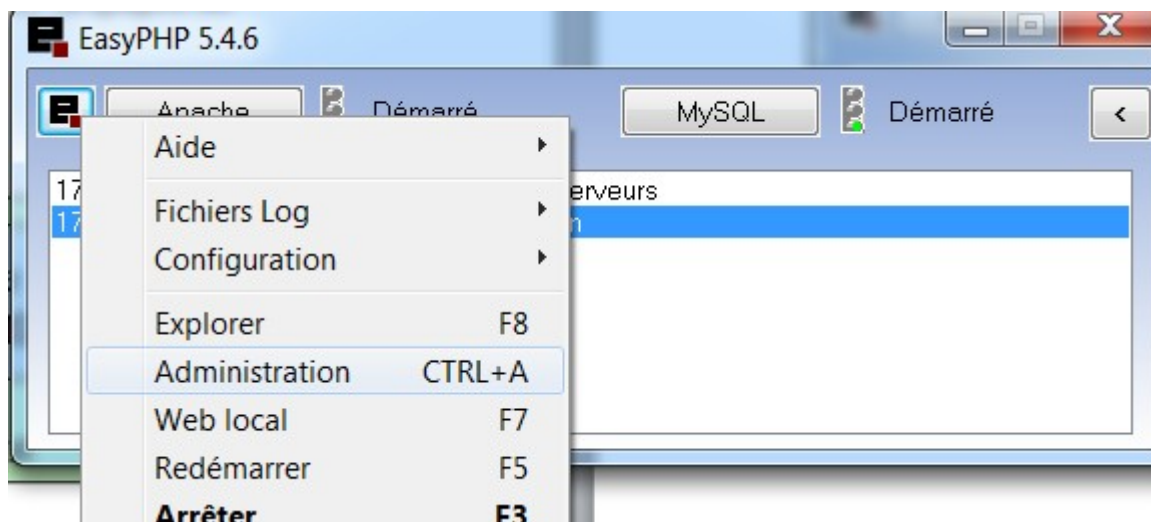 EasyPHP 5.4.6
Apache Démarré MySQL Démarré <
Aide
17 erveurs
17
Fichiers Log
Configuration
Explorer F8
Administration CTRL+A
Web local F7
Redémarrer F5
Arrêter F3